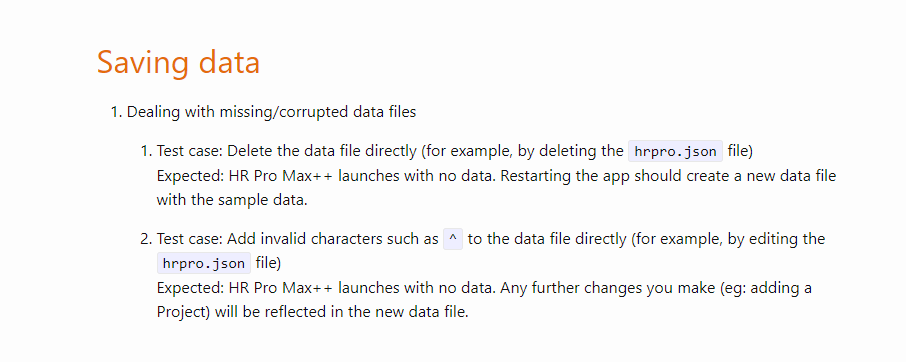 Saving data
1. Dealing with missing/corrupted data files
1. Test case: Delete the data file directly (for example, by deleting the hrpro.json file)
Expected: HR Pro Max++ launches with no data. Restarting the app should create a new data file
with the sample data.
2. Test case: Add invalid characters such as ^ to the data file directly (for example, by editing the
hrpro.json file)
Expected: HR Pro Max++ launches with no data. Any further changes you make (eg: adding a
Project) will be reflected in the new data file.